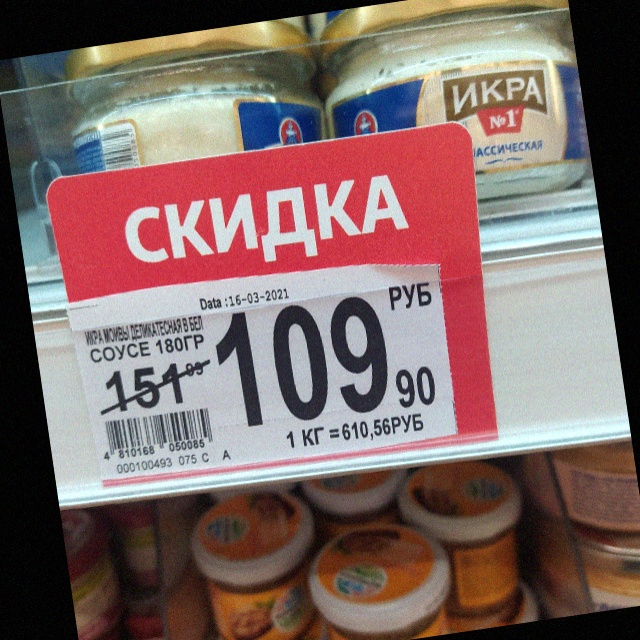 ИКРА
№1
КЛАССИЧЕСКАЯ
СКИДКА
Data :16-03-2021
ИКРА МОЙВЫ ДЕЛИКАТЕСНАЯ В БЕЛ
СОУСЕ 180ГР
151 99
109 90 РУБ
1 КГ =610,56РУБ
4 810168 050085
000100493 075 С А